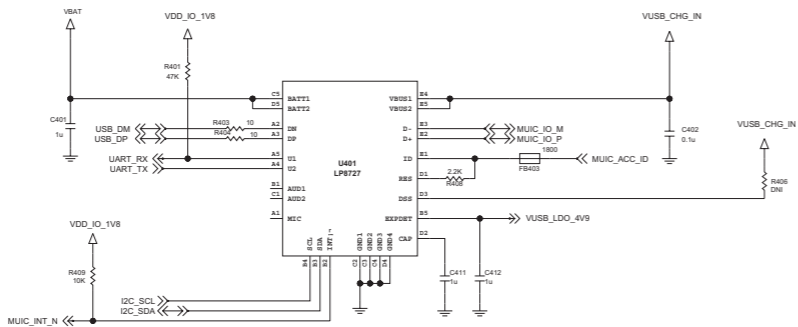 VBAT
VDD_IO_1V8
VUSB_CHG_IN
R401
47K
C401
1u
C5 BATT1
D5 BATT2
VBUS1 E4
VBUS2 E5
C402
0.1u
VUSB_CHG_IN
USB_DM R403 10 A2 DN
USB_DP R404 10 A3 DP
D- E3 MUIC_IO_M
D+ E2 MUIC_IO_P
UART_RX A5 U1
UART_TX A4 U2
U401
LP8727
ID E1 1800 FB403 MUIC_ACC_ID
RES D1 2.2K R408
R406
DNI
B1 AUD1
C1 AUD2
DSS D3
A1 MIC
EXPDET B5 VUSB_LDO_4V9
CAP D2
VDD_IO_1V8
SCL SDA INT GND1 GND2 GND3 GND4
B4 B3 B2 C2 C3 C4 D4
R409
10K
C411
1u
C412
1u
I2C_SCL
I2C_SDA
MUIC_INT_N